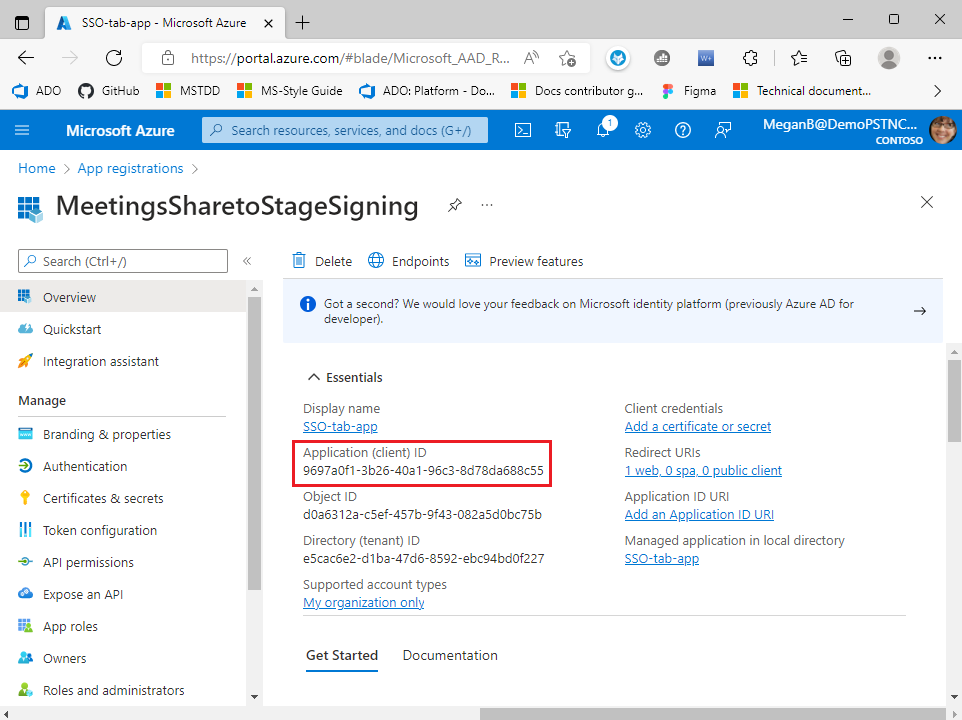 SSO-tab-app - Microsoft Azure
https://portal.azure.com/#blade/Microsoft_AAD_R...
ADO GitHub MSTDD MS-Style Guide ADO: Platform - Do... Docs contributor g... Figma Technical document...
Microsoft Azure
Search resources, services, and docs (G+/)
1
MeganB@DemoPSTNC...
CONTOSO
Home > App registrations >
MeetingsSharetoStageSigning
Search (Ctrl+/)
Overview
Quickstart
Integration assistant
Manage
Branding & properties
Authentication
Certificates & secrets
Token configuration
API permissions
Expose an API
App roles
Owners
Roles and administrators
Delete Endpoints Preview features
Got a second? We would love your feedback on Microsoft identity platform (previously Azure AD for
developer).
Essentials
Display name
SSO-tab-app
Application (client) ID
9697a0f1-3b26-40a1-96c3-8d78da688c55
Object ID
d0a6312a-c5ef-457b-9f43-082a5d0bc75b
Directory (tenant) ID
e5cac6e2-d1ba-47d6-8592-ebc94bd0f227
Supported account types
My organization only
Client credentials
Add a certificate or secret
Redirect URIs
1 web, 0 spa, 0 public client
Application ID URI
Add an Application ID URI
Managed application in local directory
SSO-tab-app
Get Started Documentation